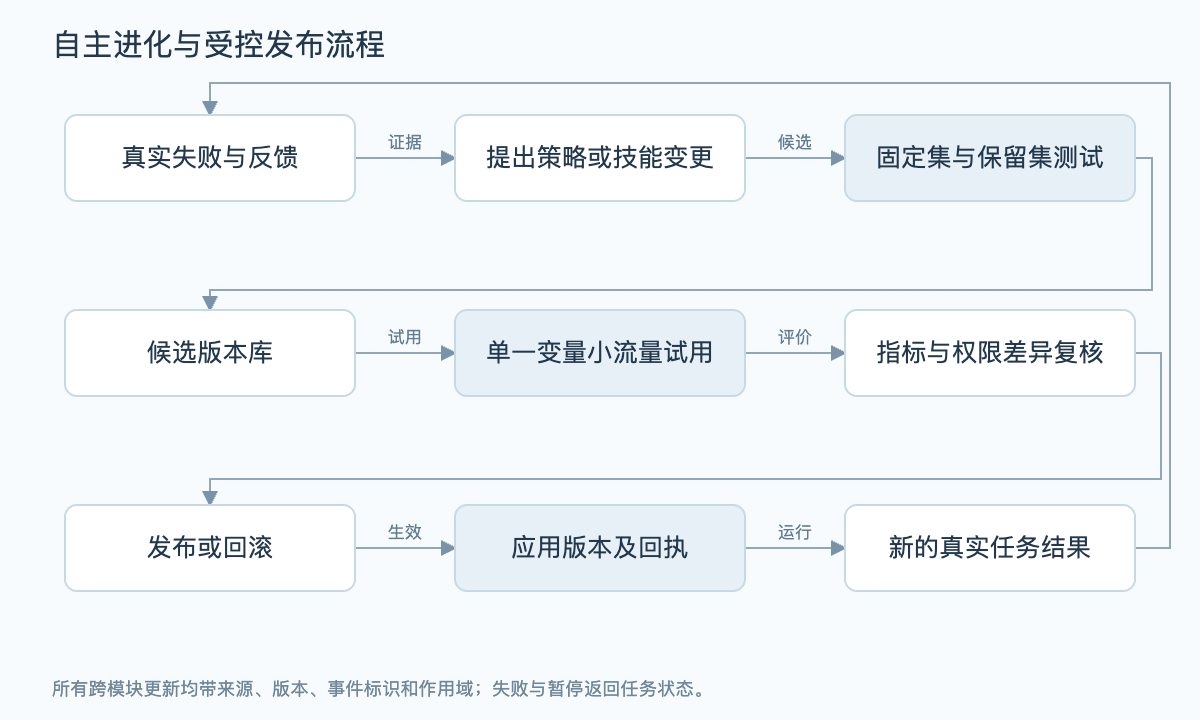 自主进化与受控发布流程
真实失败与反馈
证据
提出策略或技能变更
候选
固定集与保留集测试
候选版本库
试用
单一变量小流量试用
评价
指标与权限差异复核
发布或回滚
生效
应用版本及回执
运行
新的真实任务结果
所有跨模块更新均带来源、版本、事件标识和作用域；失败与暂停返回任务状态。